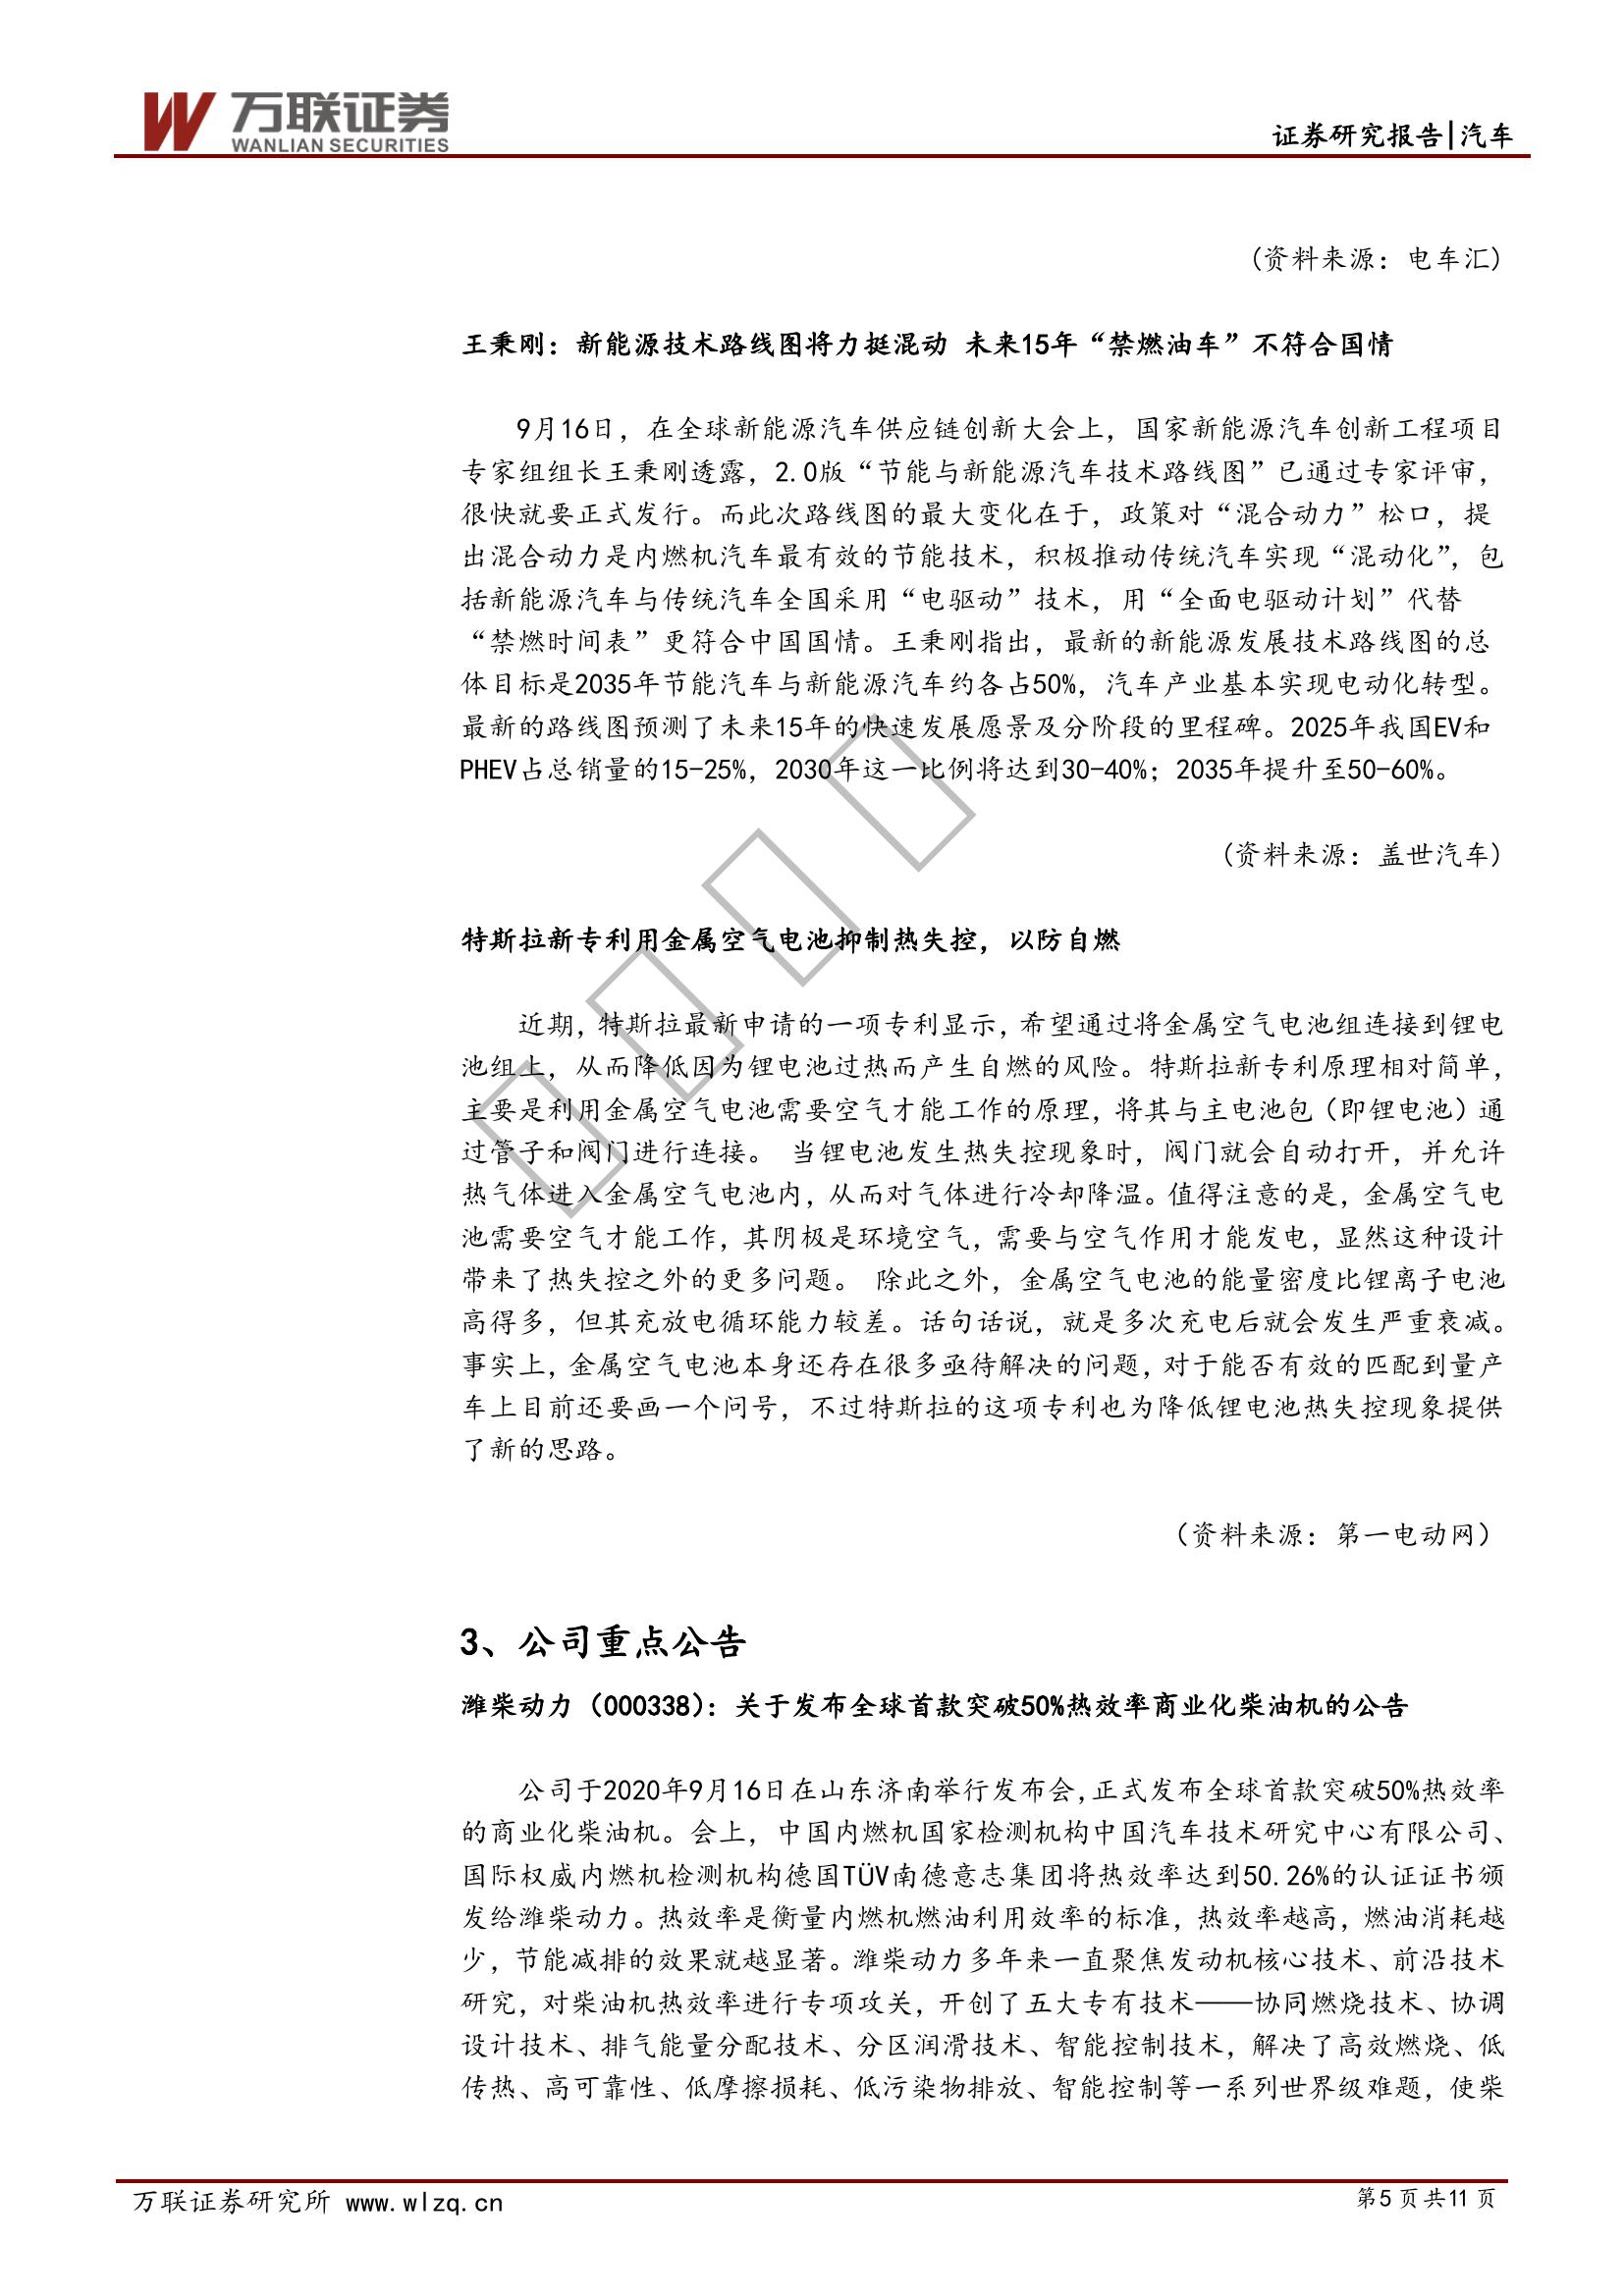 万联证券
WANLIAN SECURITIES
证券研究报告|汽车
(资料来源：电车汇)
王秉刚：新能源技术路线图将力挺混动 未来15年“禁燃油车”不符合国情
9月16日，在全球新能源汽车供应链创新大会上，国家新能源汽车创新工程项目
专家组组长王秉刚透露，2.0版“节能与新能源汽车技术路线图”已通过专家评审，
很快就要正式发行。而此次路线图的最大变化在于，政策对“混合动力”松口，提
出混合动力是内燃机汽车最有效的节能技术，积极推动传统汽车实现“混动化”，包
括新能源汽车与传统汽车全国采用“电驱动”技术，用“全面电驱动计划”代替
“禁燃时间表”更符合中国国情。王秉刚指出，最新的新能源发展技术路线图的总
体目标是2035年节能汽车与新能源汽车约各占50%，汽车产业基本实现电动化转型。
最新的路线图预测了未来15年的快速发展愿景及分阶段的里程碑。2025年我国EV和
PHEV占总销量的15-25%，2030年这一比例将达到30-40%；2035年提升至50-60%。
(资料来源：盖世汽车)
特斯拉新专利用金属空气电池抑制热失控，以防自燃
近期，特斯拉最新申请的一项专利显示，希望通过将金属空气电池组连接到锂电
池组上，从而降低因为锂电池过热而产生自燃的风险。特斯拉新专利原理相对简单，
主要是利用金属空气电池需要空气才能工作的原理，将其与主电池包（即锂电池）通
过管子和阀门进行连接。 当锂电池发生热失控现象时，阀门就会自动打开，并允许
热气体进入金属空气电池内，从而对气体进行冷却降温。值得注意的是，金属空气电
池需要空气才能工作，其阴极是环境空气，需要与空气作用才能发电，显然这种设计
带来了热失控之外的更多问题。 除此之外，金属空气电池的能量密度比锂离子电池
高得多，但其充放电循环能力较差。话句话说，就是多次充电后就会发生严重衰减。
事实上，金属空气电池本身还存在很多亟待解决的问题，对于能否有效的匹配到量产
车上目前还要画一个问号，不过特斯拉的这项专利也为降低锂电池热失控现象提供
了新的思路。
（资料来源：第一电动网）
3、公司重点公告
潍柴动力（000338）：关于发布全球首款突破50%热效率商业化柴油机的公告
公司于2020年9月16日在山东济南举行发布会，正式发布全球首款突破50%热效率
的商业化柴油机。会上，中国内燃机国家检测机构中国汽车技术研究中心有限公司、
国际权威内燃机检测机构德国TÜV南德意志集团将热效率达到50.26%的认证证书颁
发给潍柴动力。热效率是衡量内燃机燃油利用效率的标准，热效率越高，燃油消耗越
少，节能减排的效果就越显著。潍柴动力多年来一直聚焦发动机核心技术、前沿技术
研究，对柴油机热效率进行专项攻关，开创了五大专有技术——协同燃烧技术、协调
设计技术、排气能量分配技术、分区润滑技术、智能控制技术，解决了高效燃烧、低
传热、高可靠性、低摩擦损耗、低污染物排放、智能控制等一系列世界级难题，使柴
万联证券研究所 www.wlzq.cn
第5 页共11 页